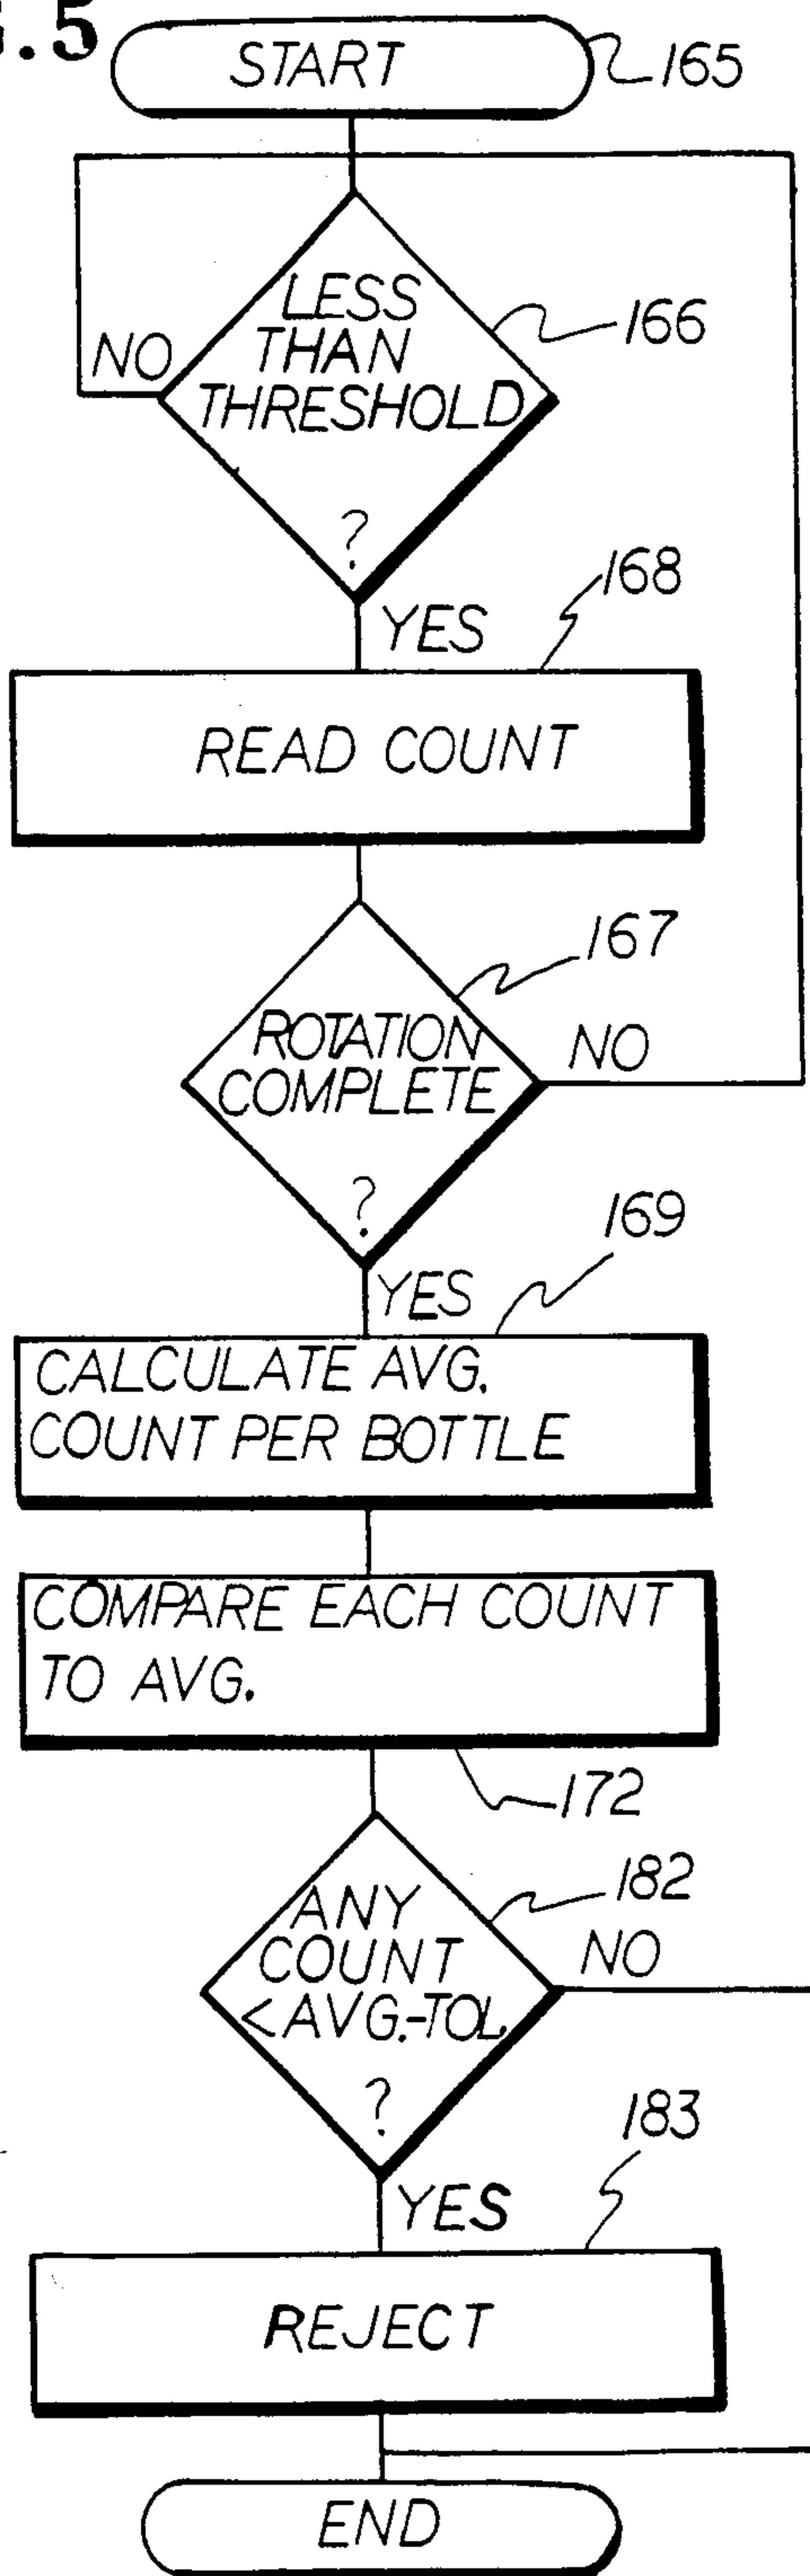 .5
START
165
LESS
THAN
THRESHOLD
?
166
NO
YES
168
READ COUNT
167
ROTATION
COMPLETE
?
NO
YES
169
CALCULATE AVG.
COUNT PER BOTTLE
COMPARE EACH COUNT
TO AVG.
172
182
ANY
COUNT
<AVG.-TOL.
?
NO
YES
183
REJECT
END